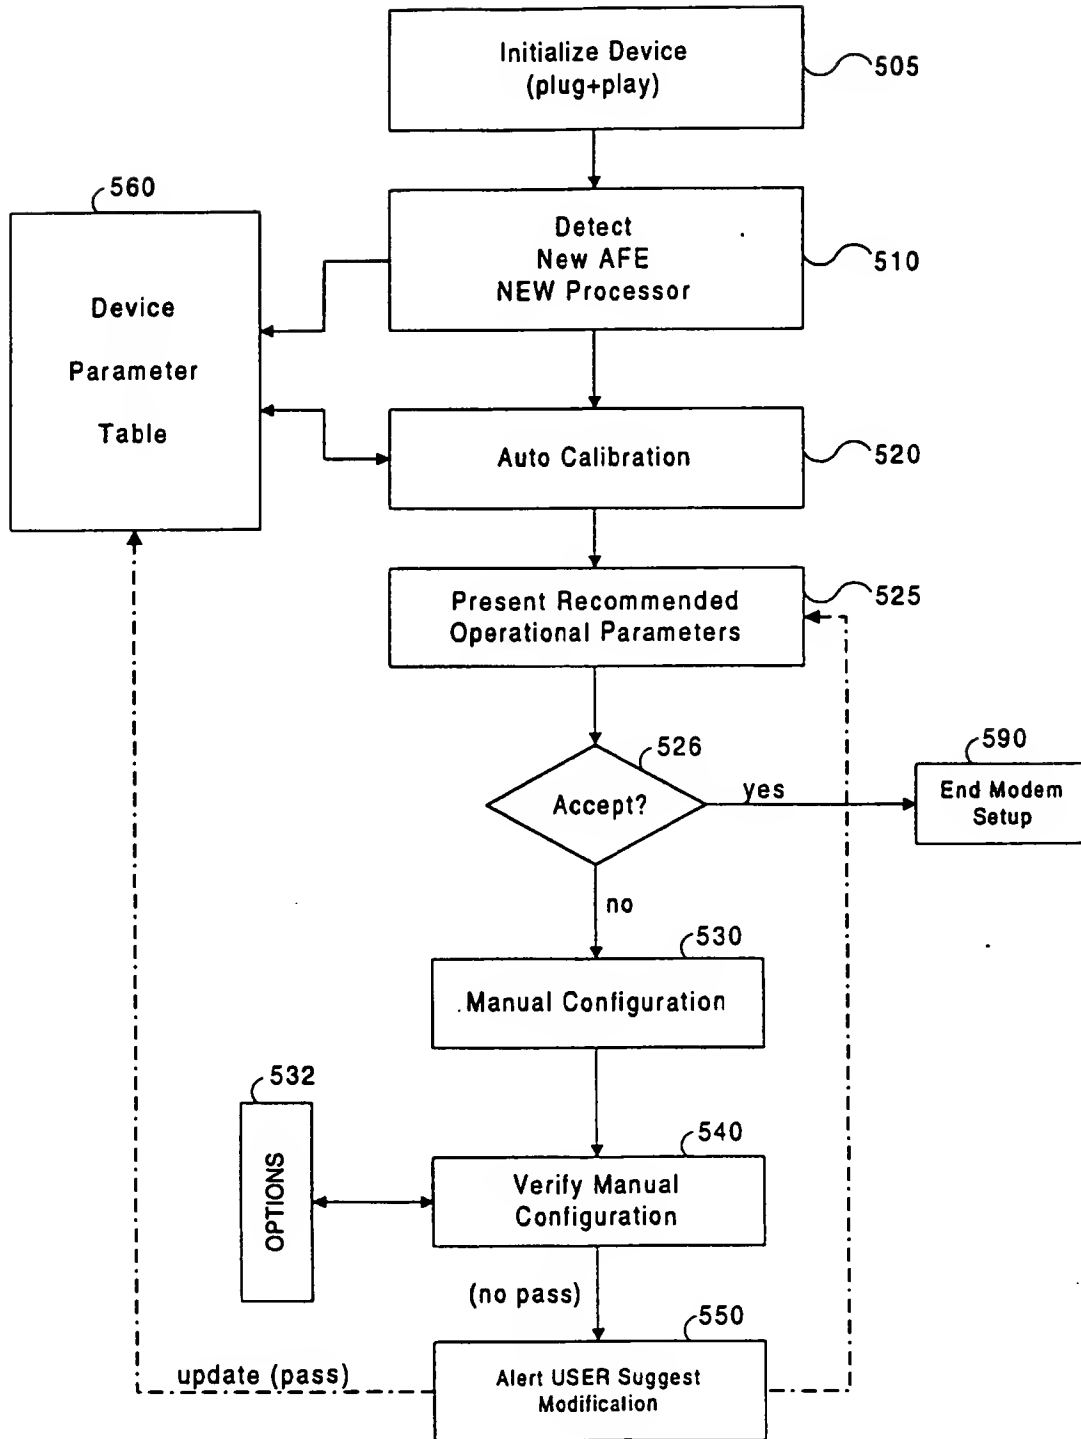 Initialize Device
(plug+play)
505
560
Detect
New AFE
NEW Processor
510
Device
Parameter
Table
Auto Calibration
520
Present Recommended
Operational Parameters
525
526
Accept?
yes
590
End Modem
Setup
no
530
Manual Configuration
532
OPTIONS
540
Verify Manual
Configuration
(no pass)
550
update (pass)
Alert USER Suggest
Modification